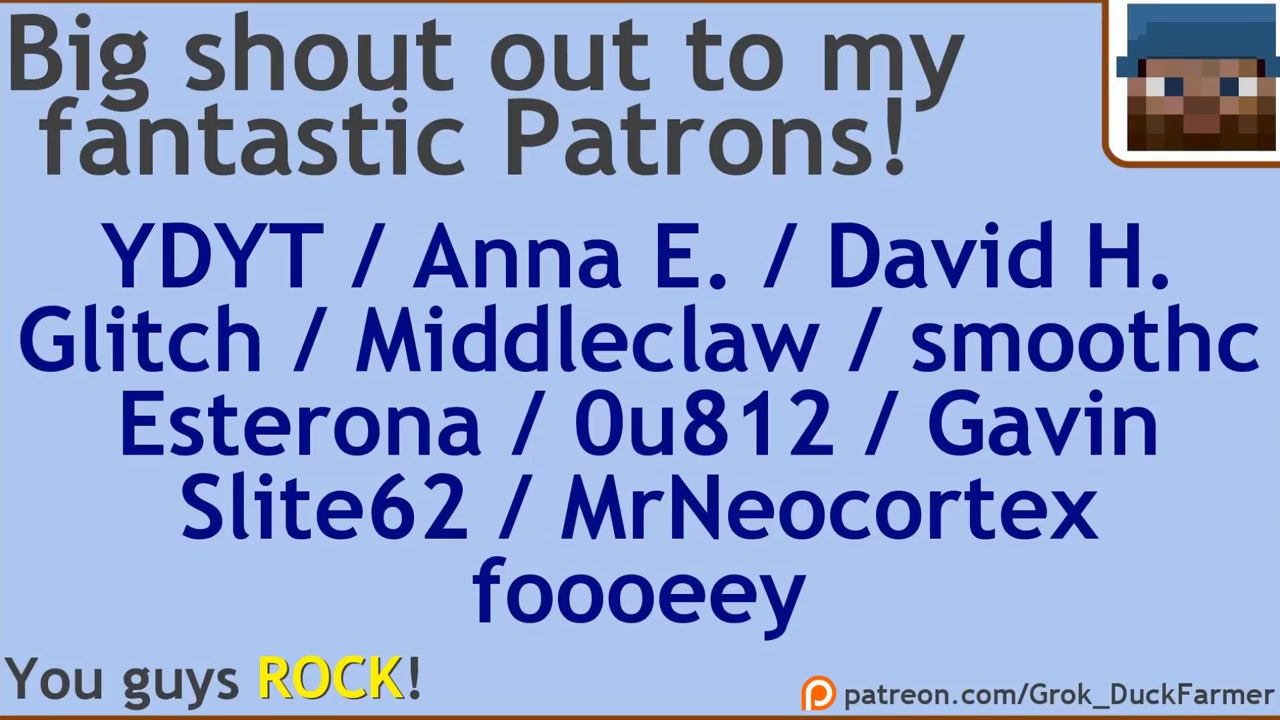 Big shout out to my
fantastic Patrons!
YDYT / Anna E. / David H.
Glitch / Middleclaw / smoothc
Esterona / 0u812 / Gavin
Slite62 / MrNeocortex
foooeey
You guys ROCK!
patreon.com/Grok_DuckFarmer